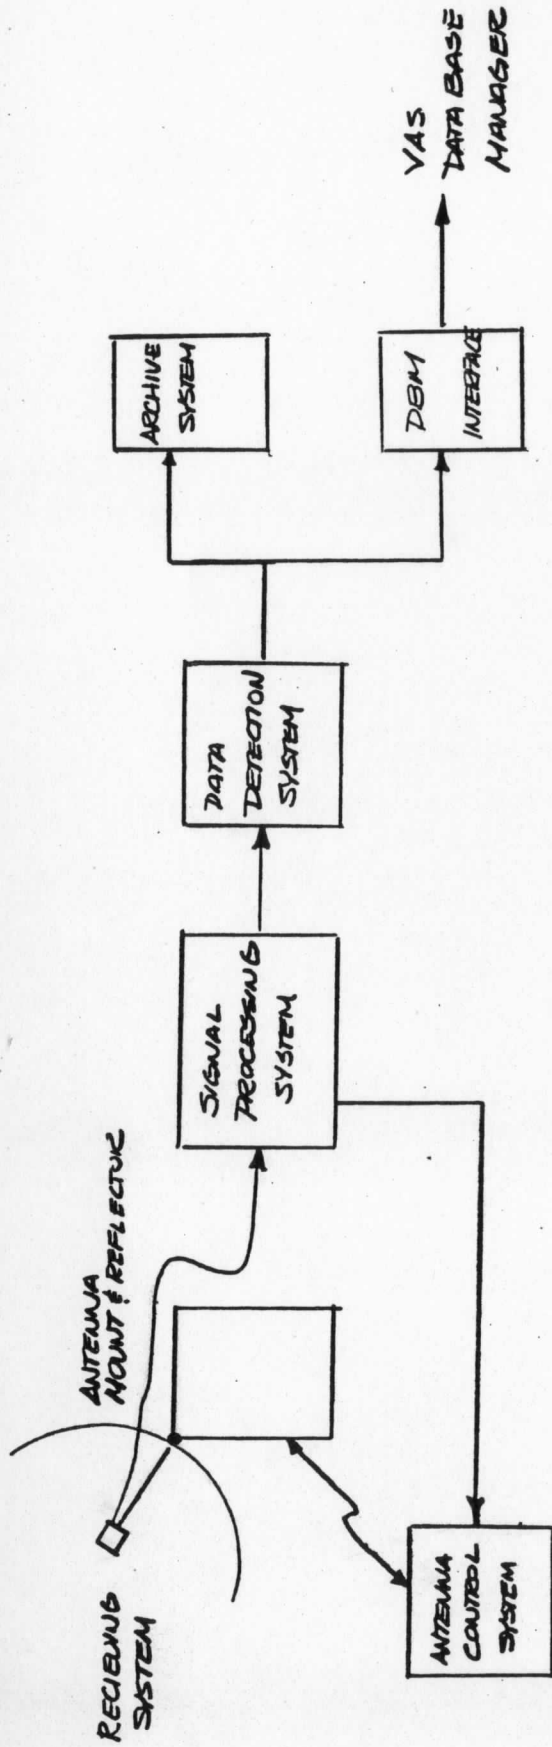 RECIEVING
SYSTEM
ANTENNA
MOUNT & REFLECTOR
ANTENNA
CONTROL
SYSTEM
SIGNAL
PROCESSING
SYSTEM
DATA
DETECTION
SYSTEM
ARCHIVE
SYSTEM
DBM
INTERFACE
VAS
DATA BASE
MANAGER